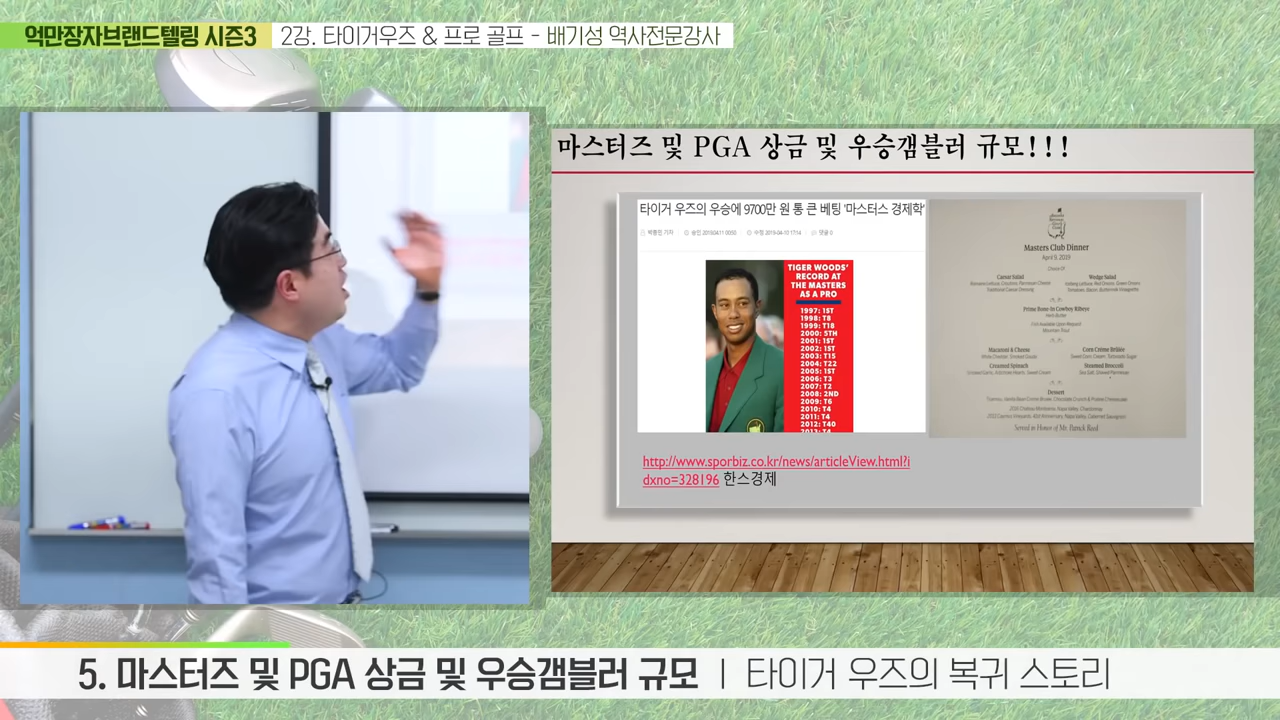 억만장자브랜드텔링 시즌3
2강. 타이거우즈 & 프로 골프 - 배기성 역사전문강사
마스터즈 및 PGA 상금 및 우승갬블러 규모!!!
타이거 우즈의 우승에 9700만 원 통 큰 베팅 '마스터스 경제학'
TIGER WOODS'
RECORD AT
THE MASTERS
AS A PRO
1997: 1ST
1998: T8
1999: T18
2000: 5TH
2001: 1ST
2002: 1ST
2003: T15
2004: T22
2005: 1ST
2006: T3
2007: T2
2008: 2ND
2009: T6
2010: T4
2011: T4
2012: T40
Masters Club Dinner
April 9, 2019
Caesar Salad
Wedge Salad
Prime Bone-In Cowboy Ribeye
Macaroni & Cheese
Corn Crème Brûlée
Creamed Spinach
Steamed Broccoli
Dessert
Served in Honor of Mr. Patrick Reed
http://www.sporbiz.co.kr/news/articleView.html?i
dxno=328196 한스경제
5. 마스터즈 및 PGA 상금 및 우승갬블러 규모 | 타이거 우즈의 복귀 스토리